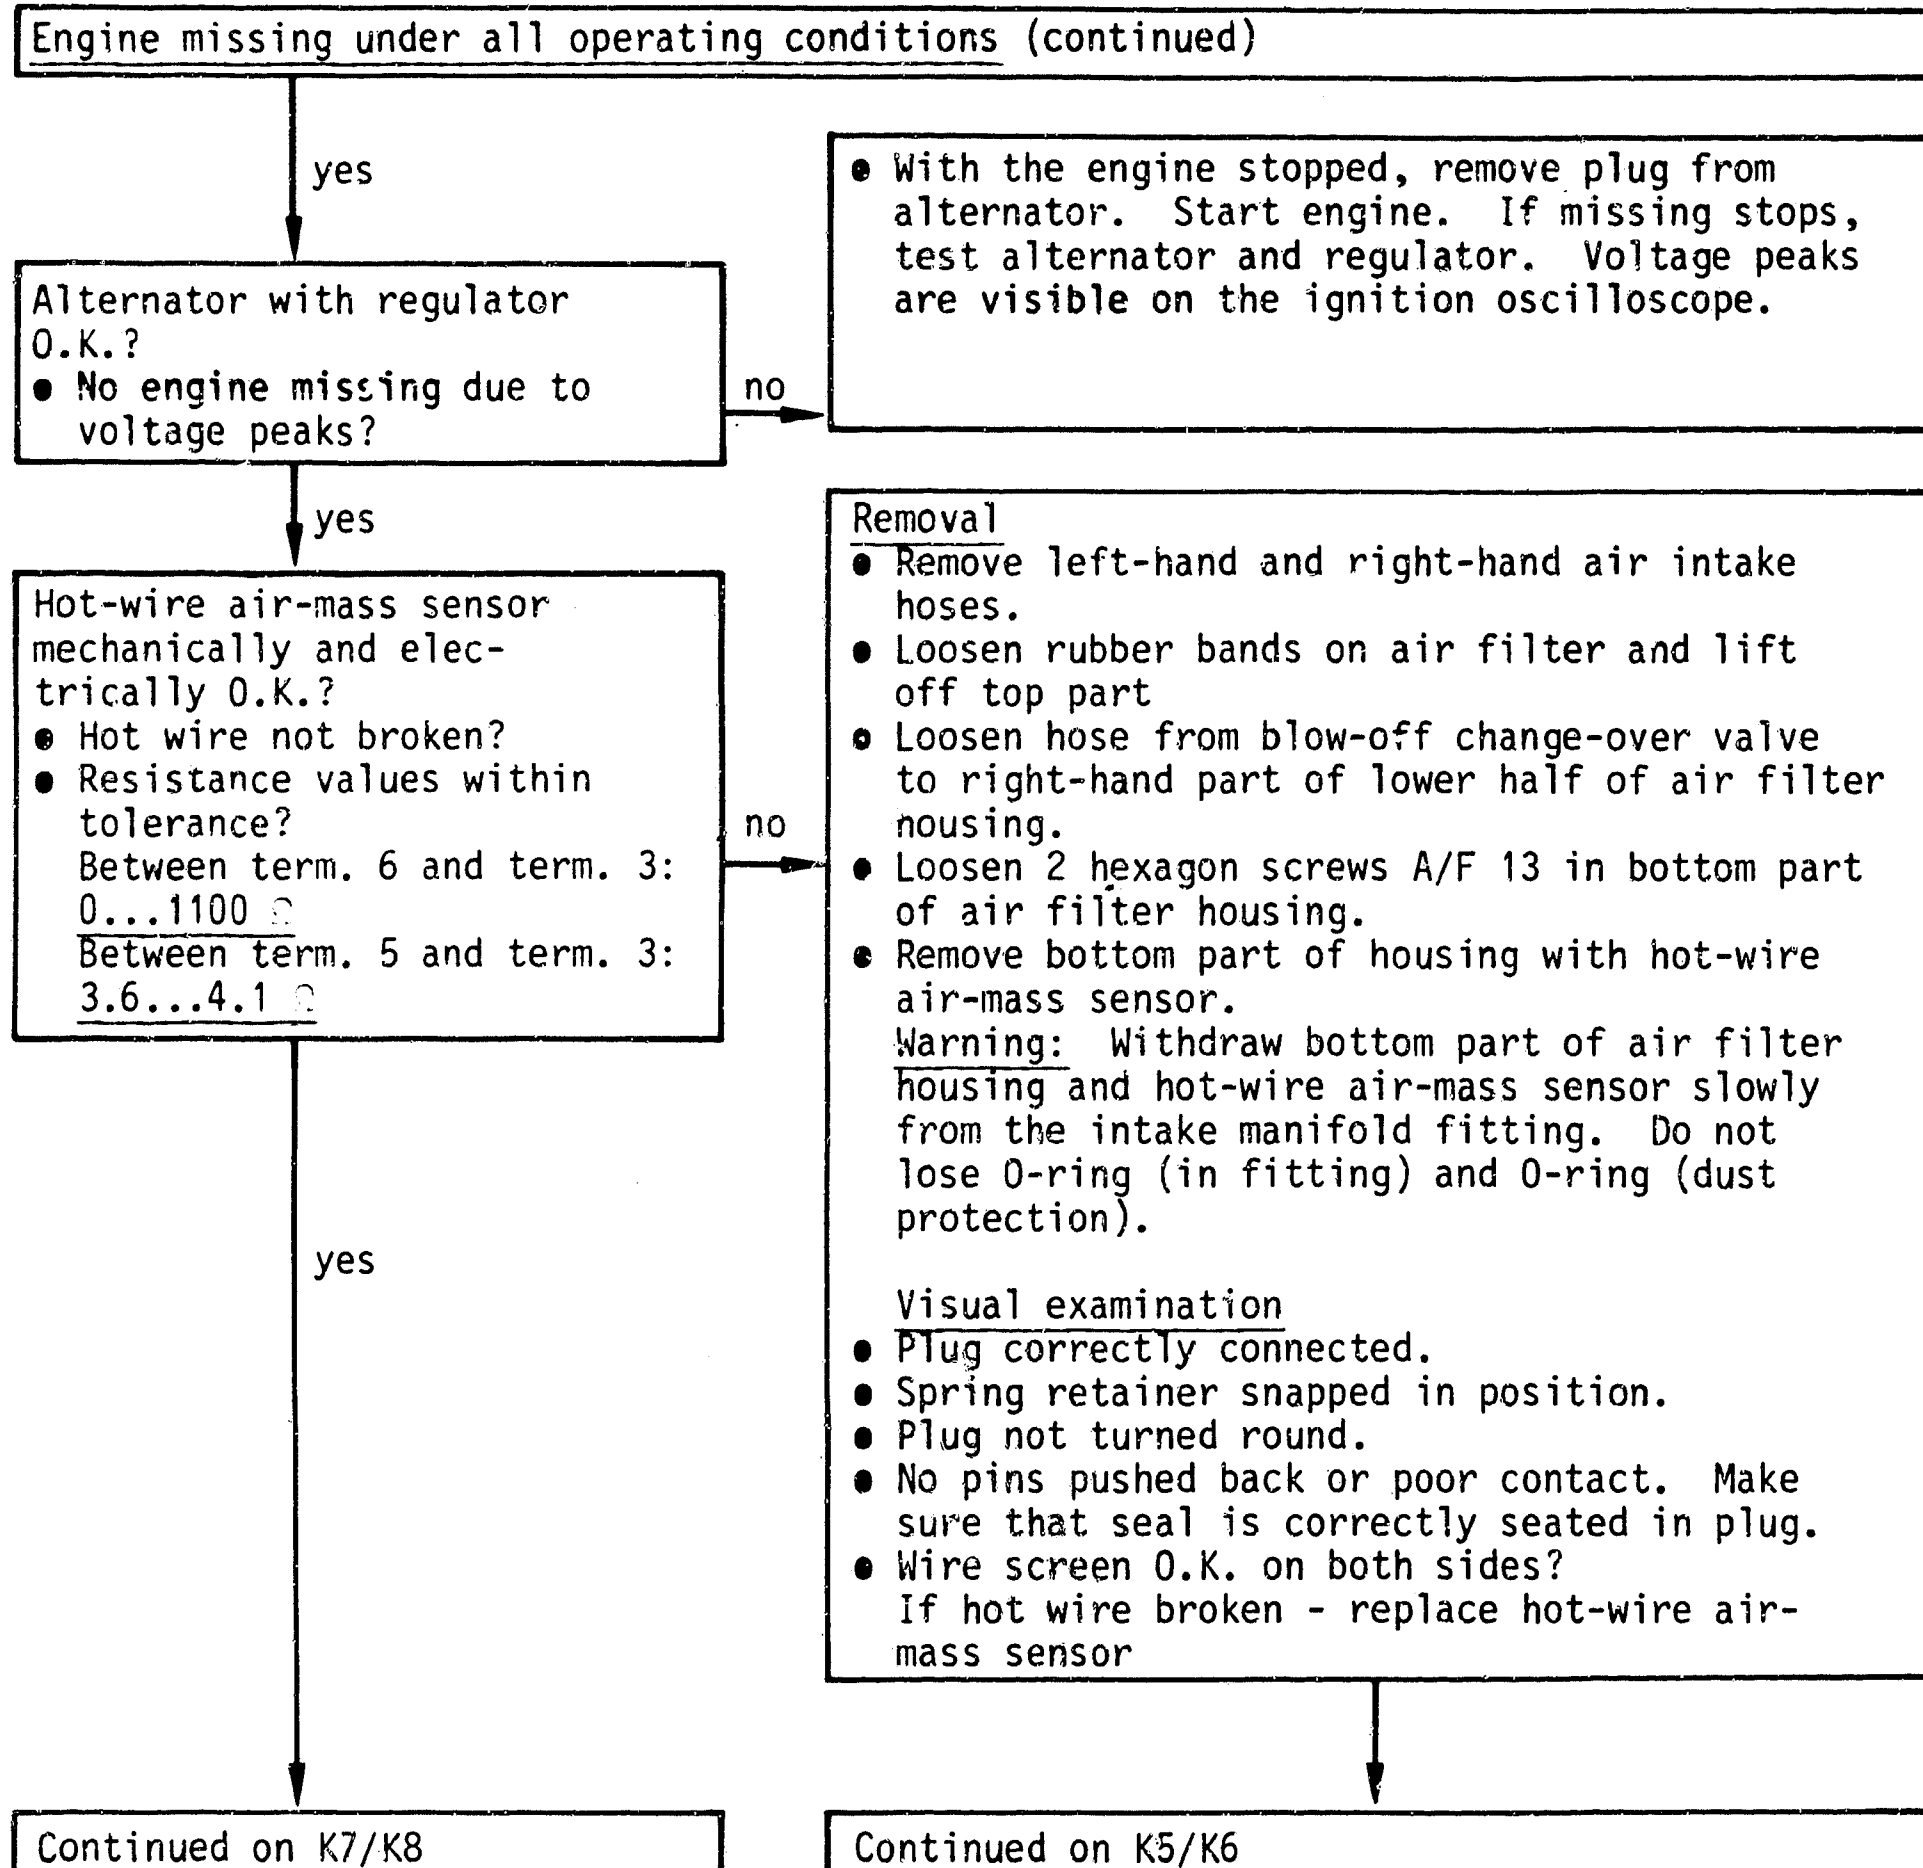 Engine missing under all operating conditions (continued)
yes
● With the engine stopped, remove plug from
alternator. Start engine. If missing stops,
test alternator and regulator. Voltage peaks
are visible on the ignition oscilloscope.
Alternator with regulator
O.K.?
● No engine missing due to
voltage peaks?
no
yes
Hot-wire air-mass sensor
mechanically and elec-
trically O.K.?
● Hot wire not broken?
● Resistance values within
tolerance?
Between term. 6 and term. 3:
0...1100 Ω
Between term. 5 and term. 3:
3.6...4.1 Ω
no
Removal
● Remove left-hand and right-hand air intake
hoses.
● Loosen rubber bands on air filter and lift
off top part
● Loosen hose from blow-off change-over valve
to right-hand part of lower half of air filter
nousing.
● Loosen 2 hexagon screws A/F 13 in bottom part
of air filter housing.
● Remove bottom part of housing with hot-wire
air-mass sensor.
Warning: Withdraw bottom part of air filter
housing and hot-wire air-mass sensor slowly
from the intake manifold fitting. Do not
lose O-ring (in fitting) and O-ring (dust
protection).
Visual examination
● Plug correctly connected.
● Spring retainer snapped in position.
● Plug not turned round.
● No pins pushed back or poor contact. Make
sure that seal is correctly seated in plug.
● Wire screen O.K. on both sides?
If hot wire broken - replace hot-wire air-
mass sensor
yes
Continued on K7/K8
Continued on K5/K6